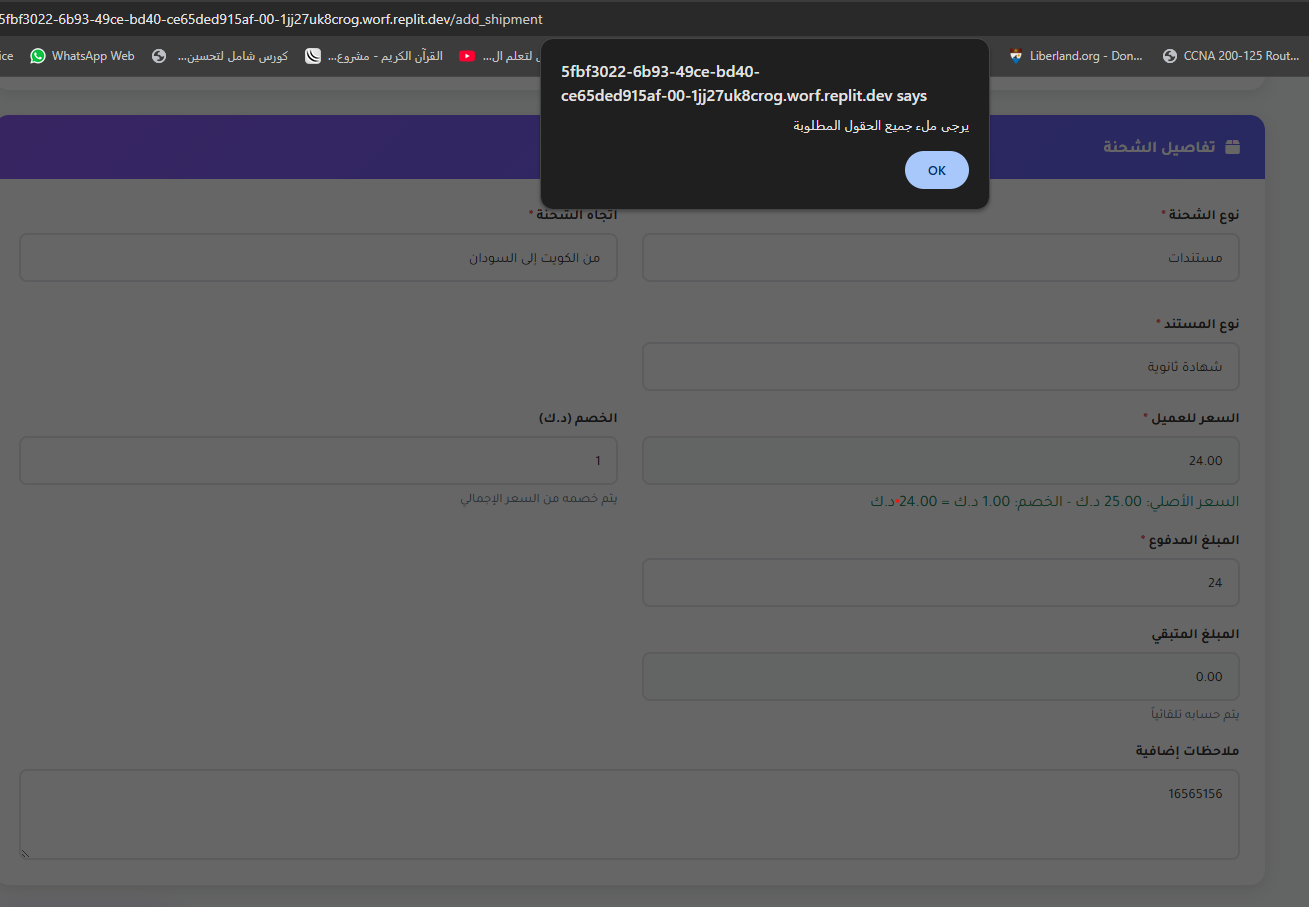 5fbf3022-6b93-49ce-bd40-ce65ded915af-00-1jj27uk8crog.worf.replit.dev/add_shipment
ice
WhatsApp Web
كورس شامل لتحسين...
القرآن الكريم - مشروع...
لتعلم ال...
Liberland.org - Don...
CCNA 200-125 Rout...
5fbf3022-6b93-49ce-bd40-
ce65ded915af-00-1jj27uk8crog.worf.replit.dev says
يرجى ملء جميع الحقول المطلوبة
OK
تفاصيل الشحنة
نوع الشحنة *
اتجاه الشحنة *
مستندات
من الكويت إلى السودان
نوع المستند *
شهادة ثانوية
السعر للعميل *
الخصم (د.ك)
24.00
1
السعر الأصلي: 25.00 د.ك - الخصم: 1.00 د.ك = 24.00 د.ك
يتم خصمه من السعر الإجمالي
المبلغ المدفوع *
24
المبلغ المتبقي
0.00
يتم حسابه تلقائياً
ملاحظات إضافية
16565156